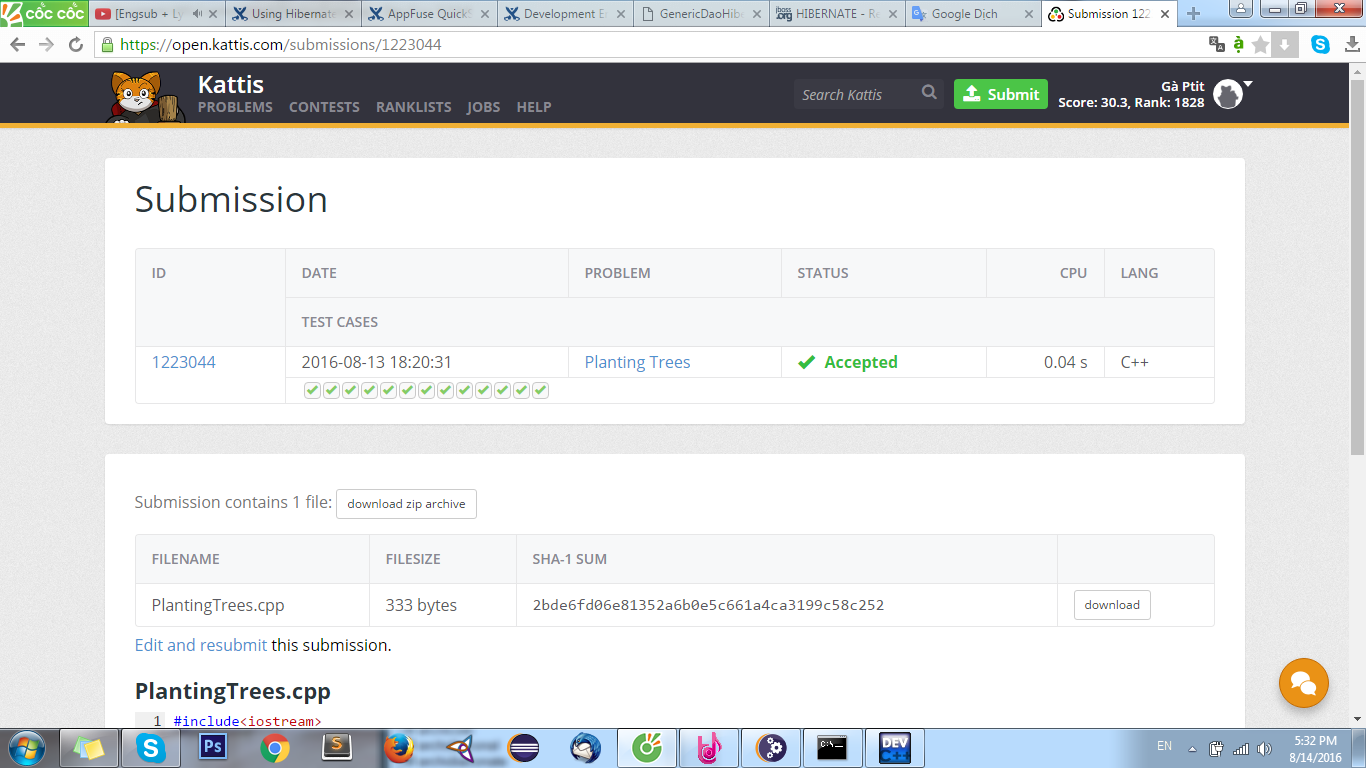 CỐC CỐC [Engsub + Ly Using Hibernate AppFuse QuickS Development E GenericDaoHibe HIBERNATE - Re Google Dịch Submission 122
https://open.kattis.com/submissions/1223044
Kattis
PROBLEMS CONTESTS RANKLISTS JOBS HELP
Search Kattis
Submit
Gà Ptit
Score: 30.3, Rank: 1828
Submission
ID DATE PROBLEM STATUS CPU LANG
TEST CASES
1223044 2016-08-13 18:20:31 Planting Trees Accepted 0.04 s C++
Submission contains 1 file: download zip archive
FILENAME FILESIZE SHA-1 SUM
PlantingTrees.cpp 333 bytes 2bde6fd06e81352a6b0e5c661a4ca3199c58c252 download
Edit and resubmit this submission.
PlantingTrees.cpp
1 #include<iostream>
Ps S C:\ DEV C++ EN 5:32 PM
8/14/2016